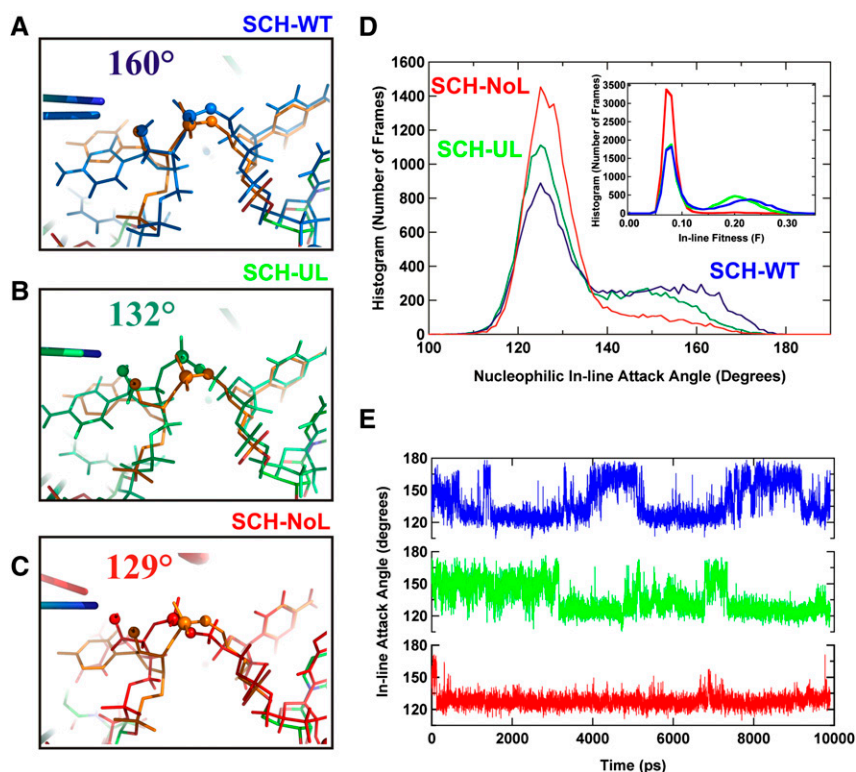 A
SCH-WT
160°
B
SCH-UL
132°
C
SCH-NoL
129°
D
Histogram (Number of Frames)
1600
1400
1200
1000
800
600
400
200
0
100 120 140 160 180
Nucleophilic In-line Attack Angle (Degrees)
SCH-NoL
SCH-UL
SCH-WT
Histogram (Number of Frames)
3500
3000
2500
2000
1500
1000
500
0
0.00 0.10 0.20 0.30
In-line Fitness (F)
E
In-line Attack Angle (degrees)
180
150
120
180
150
120
180
150
120
0 2000 4000 6000 8000 10000
Time (ps)